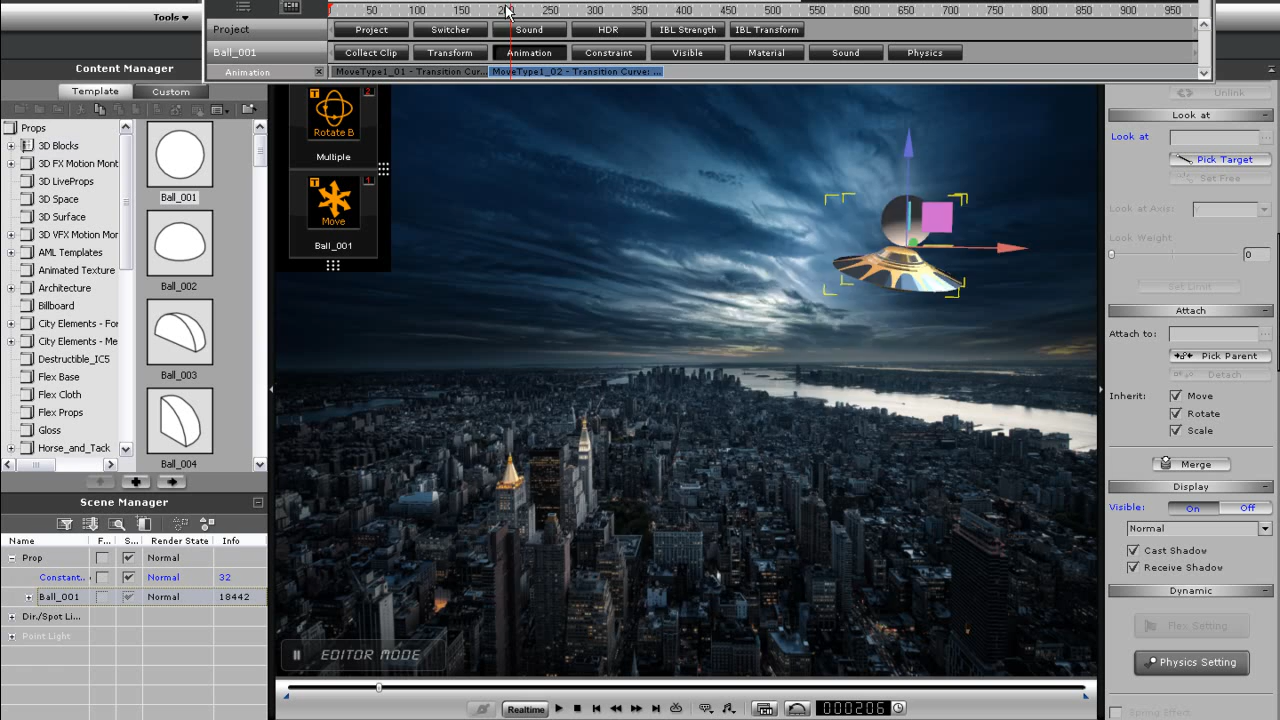 Tools
50 100 150 200 250 300 350 400 450 500 550 600 650 700 750 800 850 900 950
Project Project Switcher Sound HDR IBL Strength IBL Transform
Ball_001 Collect Clip Transform Animation Constraint Visible Material Sound Physics
Animation MoveType1_01 - Transition Cur... MoveType1_02 - Transition Curve: ...
Content Manager
Template Custom
Props
3D Blocks
3D FX Motion Mont
3D LiveProps
3D Space
3D Surface
3D VFX Motion Mor
AML Templates
Animated Texture
Architecture
Billboard
City Elements - For
City Elements - Me
Destructible_IC5
Flex Base
Flex Cloth
Flex Props
Gloss
Horse_and_Tack
Ball_001
Ball_002
Ball_003
Ball_004
Scene Manager
Name F... S... Render State Info
Prop Normal
Constant.. Normal 32
Ball_001 Normal 18442
Dir./Spot Li...
Point Light
T 2
Rotate B
Multiple
T 1
Move
Ball_001
EDITOR MODE
Realtime 000206
Unlink
Look at
Look at
Pick Target
Set Free
Look at Axis:
Look Weight
0
Set Limit
Attach
Attach to:
Pick Parent
Detach
Inherit: Move
Rotate
Scale
Merge
Display
Visible: On Off
Normal
Cast Shadow
Receive Shadow
Dynamic
Flex Setting
Physics Setting
Spring Effect